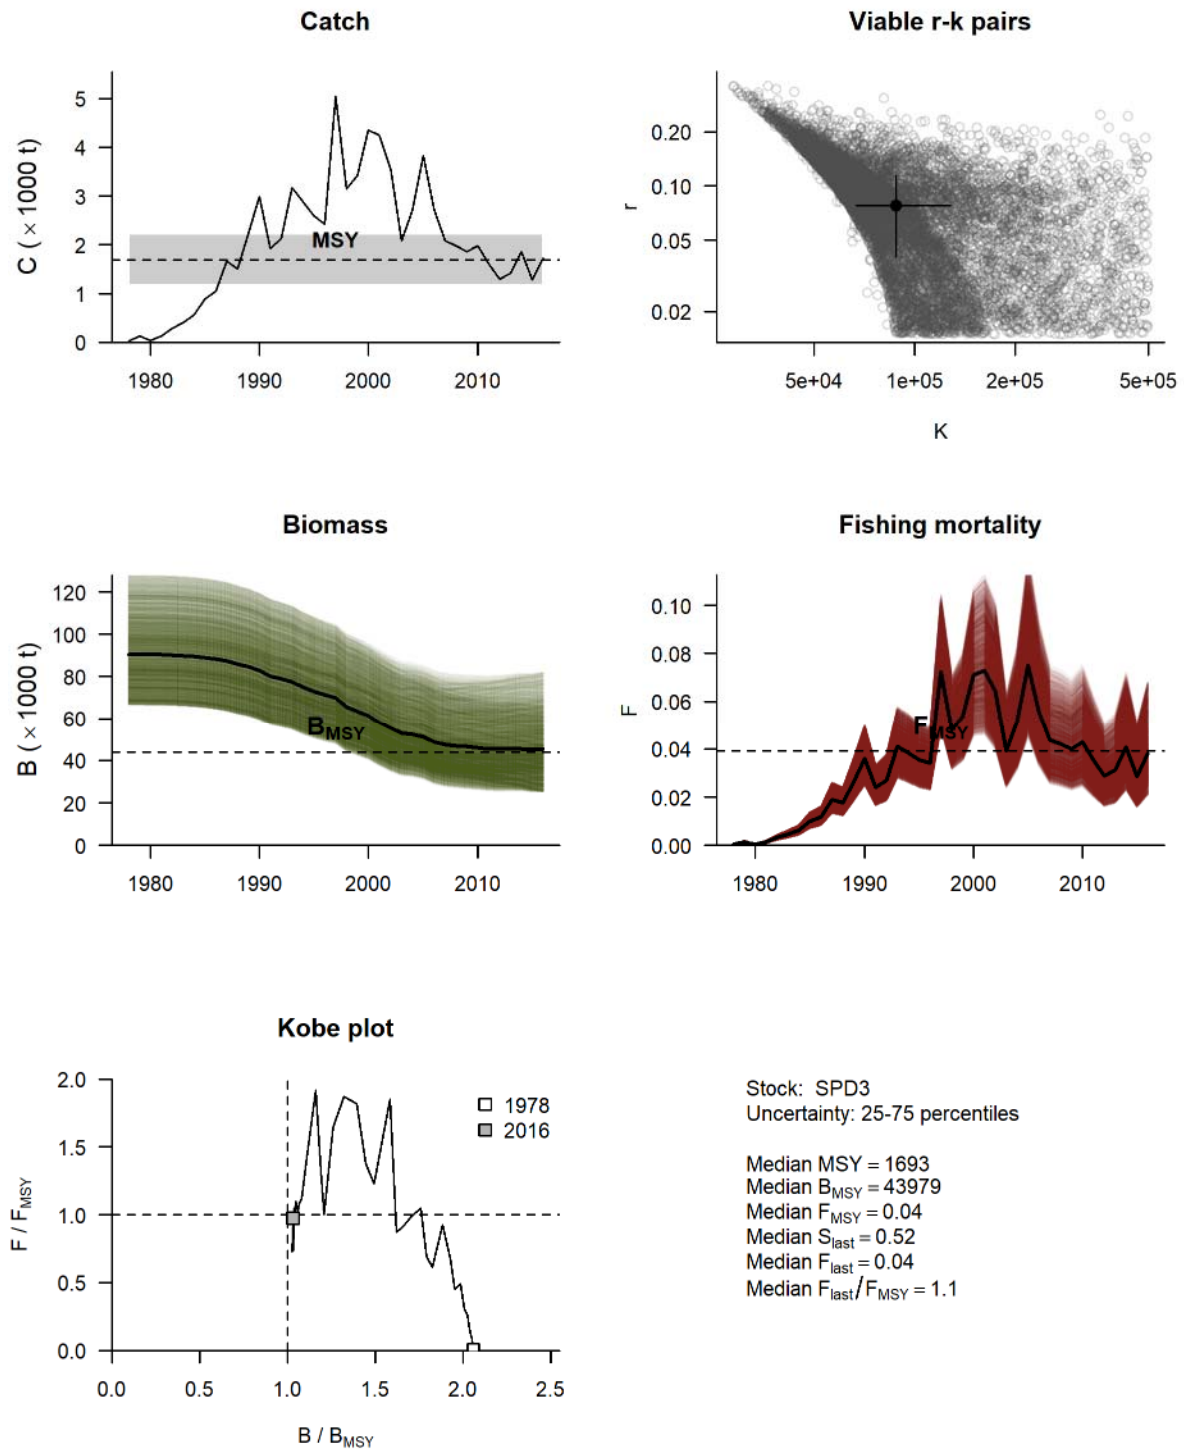 Catch
C ( × 1000 t)
5
4
3
2
1
0
MSY
1980 1990 2000 2010
Viable r-k pairs
r
0.20
0.10
0.05
0.02
5e+04 1e+05 2e+05 5e+05
K
Biomass
B ( × 1000 t)
120
100
80
60
40
20
0
BMSY
1980 1990 2000 2010
Fishing mortality
F
0.10
0.08
0.06
0.04
0.02
0.00
FMSY
1980 1990 2000 2010
Kobe plot
F / FMSY
2.0
1.5
1.0
0.5
0.0
1978
2016
0.0 0.5 1.0 1.5 2.0 2.5
B / BMSY
Stock: SPD3
Uncertainty: 25-75 percentiles
Median MSY = 1693
Median BMSY = 43979
Median FMSY = 0.04
Median Slast = 0.52
Median Flast = 0.04
Median Flast/FMSY = 1.1